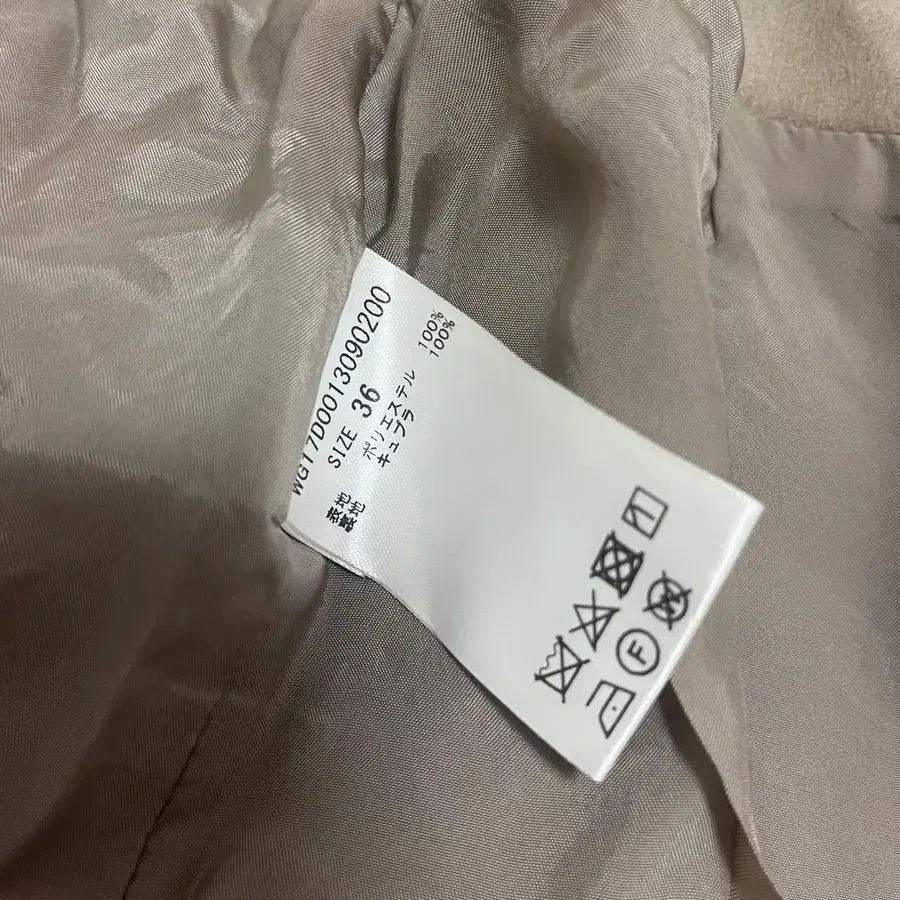 WG17D0013090200
SIZE 36
表地 ポリエステル 100%
裏地 キュプラ 100%
F
W